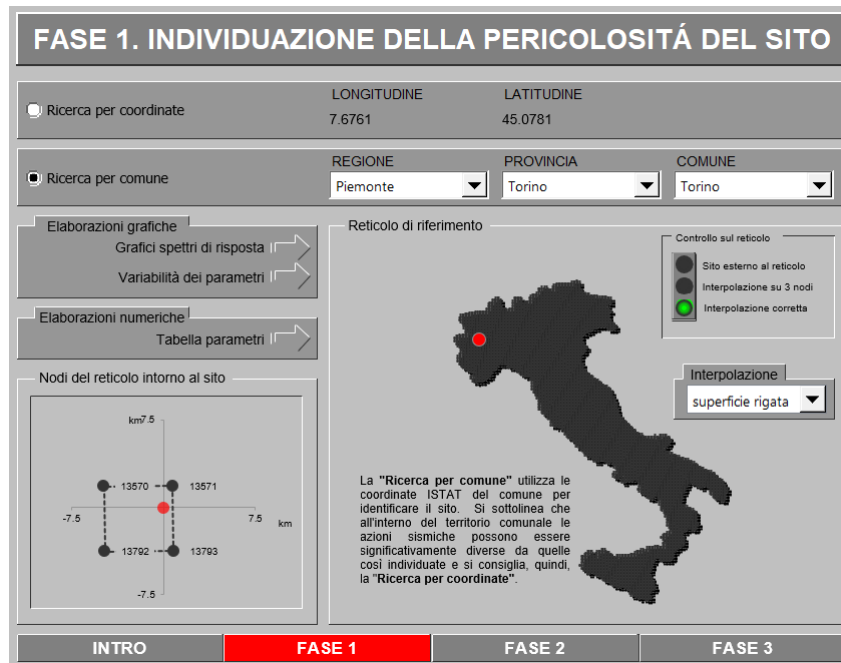 FASE 1. INDIVIDUAZIONE DELLA PERICOLOSITÁ DEL SITO
Ricerca per coordinate
LONGITUDINE
LATITUDINE
7.6761
45.0781
Ricerca per comune
REGIONE
PROVINCIA
COMUNE
Piemonte
Torino
Torino
Elaborazioni grafiche
Grafici spettri di risposta
Variabilità dei parametri
Elaborazioni numeriche
Tabella parametri
Nodi del reticolo intorno al sito
km7.5
13570
13571
-7.5
7.5
km
13792
13793
-7.5
Reticolo di riferimento
Controllo sul reticolo
Sito esterno al reticolo
Interpolazione su 3 nodi
Interpolazione corretta
Interpolazione
superficie rigata
La "Ricerca per comune" utilizza le
coordinate ISTAT del comune per
identificare il sito. Si sottolinea che
all'interno del territorio comunale le
azioni sismiche possono essere
significativamente diverse da quelle
così individuate e si consiglia, quindi,
la "Ricerca per coordinate".
INTRO
FASE 1
FASE 2
FASE 3